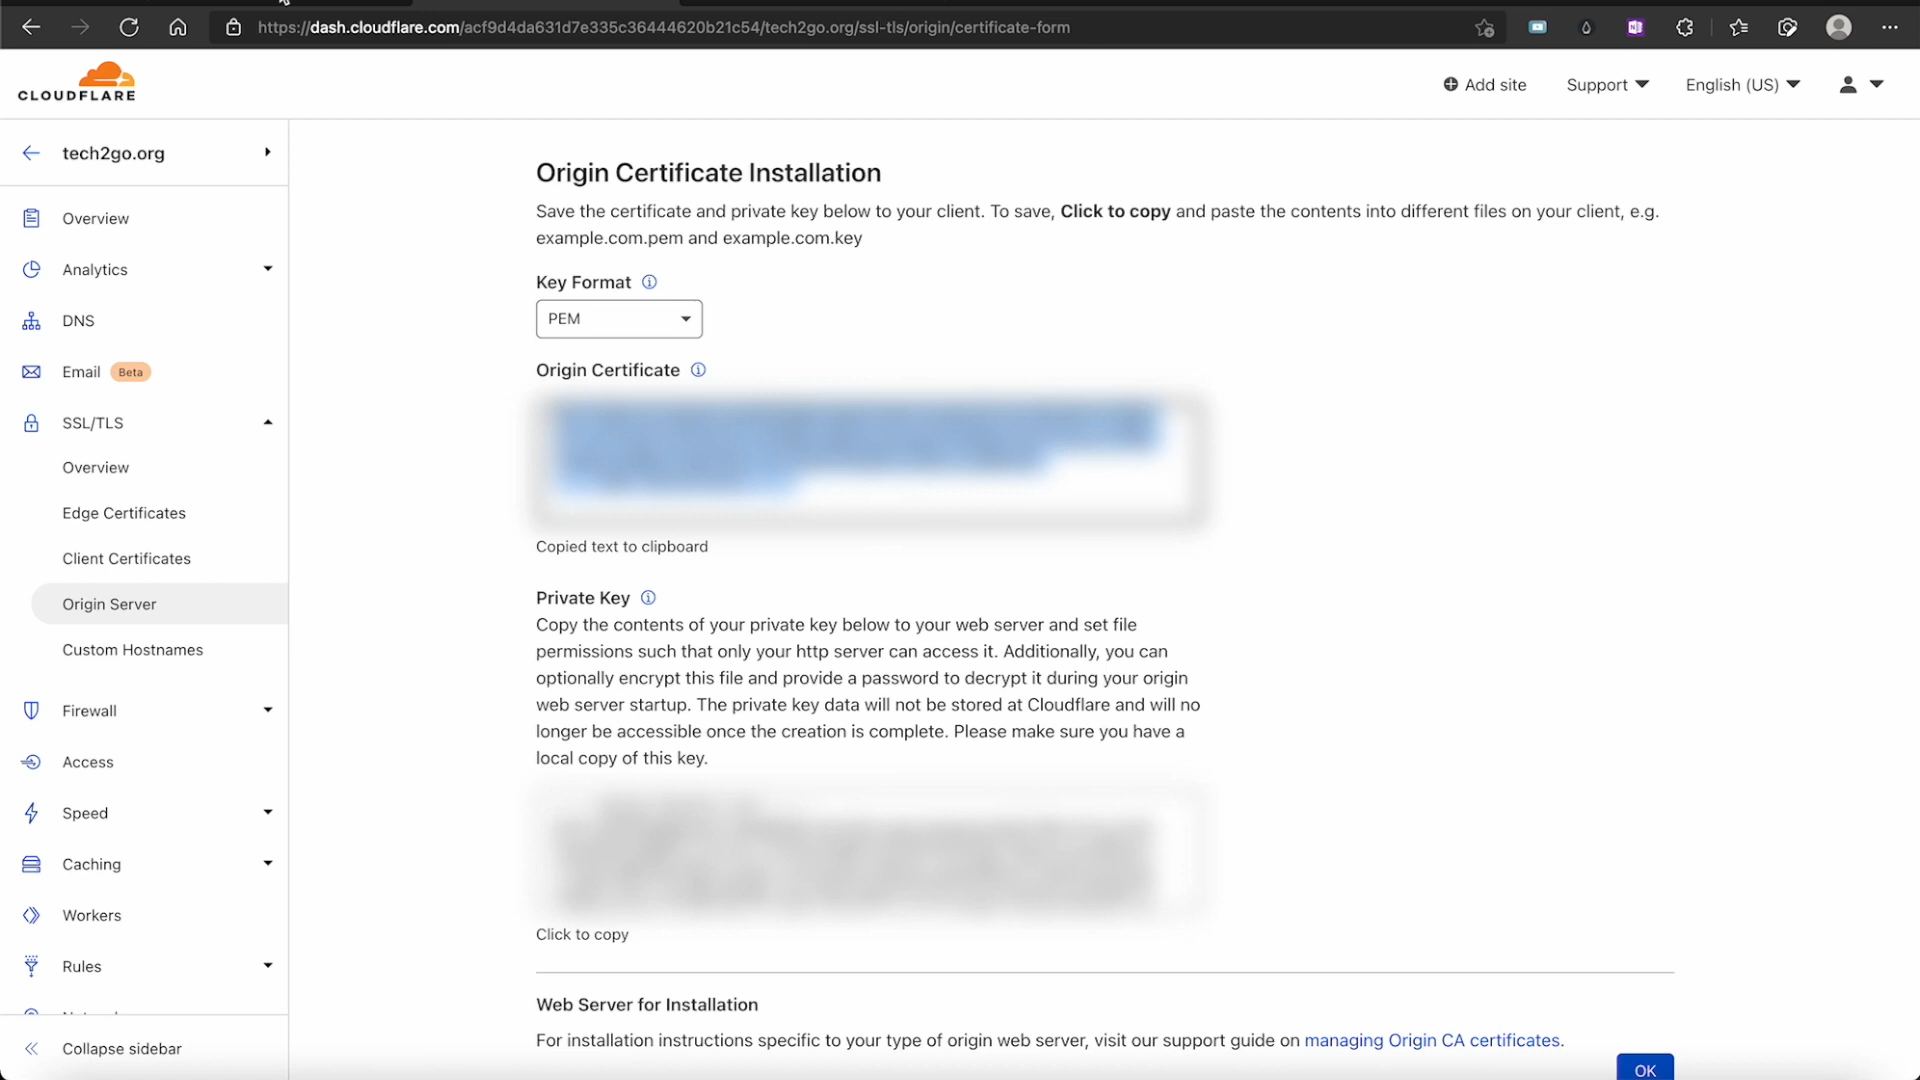 https://dash.cloudflare.com/acf9d4da631d7e335c36444620b21c54/tech2go.org/ssl-tls/origin/certificate-form
CLOUDFLARE
Add site
Support
English (US)
tech2go.org
Overview
Analytics
DNS
Email Beta
SSL/TLS
Overview
Edge Certificates
Client Certificates
Origin Server
Custom Hostnames
Firewall
Access
Speed
Caching
Workers
Rules
Collapse sidebar
Origin Certificate Installation
Save the certificate and private key below to your client. To save, Click to copy and paste the contents into different files on your client, e.g.
example.com.pem and example.com.key
Key Format
PEM
Origin Certificate
Copied text to clipboard
Private Key
Copy the contents of your private key below to your web server and set file
permissions such that only your http server can access it. Additionally, you can
optionally encrypt this file and provide a password to decrypt it during your origin
web server startup. The private key data will not be stored at Cloudflare and will no
longer be accessible once the creation is complete. Please make sure you have a
local copy of this key.
Click to copy
Web Server for Installation
For installation instructions specific to your type of origin web server, visit our support guide on managing Origin CA certificates.
OK